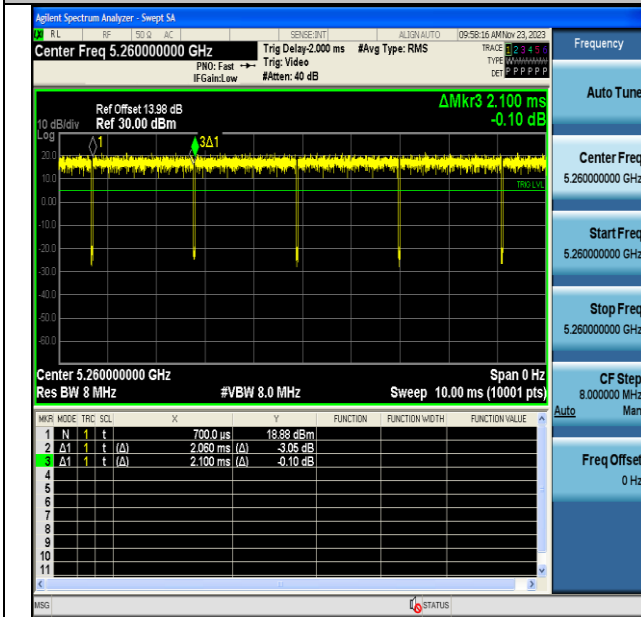 Agilent Spectrum Analyzer - Swept SA
RL RF 50 Ω AC SENSE:INT ALIGN AUTO 09:58:16 AM Nov 23, 2023
Center Freq 5.260000000 GHz Trig Delay-2.000 ms #Avg Type: RMS TRACE 1 2 3 4 5 6
PNO: Fast Trig: Video TYPE
IFGain:Low #Atten: 40 dB DET P P P P P P
Ref Offset 13.98 dB ΔMkr3 2.100 ms
10 dB/div Ref 30.00 dBm -0.10 dB
Log
1 3Δ1
20.0
10.0
TRIG LVL
0.00
-10.0
-20.0
-30.0
-40.0
-50.0
-60.0
Center 5.260000000 GHz Span 0 Hz
Res BW 8 MHz #VBW 8.0 MHz Sweep 10.00 ms (10001 pts)
MKR MODE TRC SCL X Y FUNCTION FUNCTION WIDTH FUNCTION VALUE
1 N 1 t 700.0 µs 18.88 dBm
2 Δ1 1 t (Δ) 2.060 ms (Δ) -3.05 dB
3 Δ1 1 t (Δ) 2.100 ms (Δ) -0.10 dB
4
5
6
7
8
9
10
11
MSG STATUS
Frequency
Auto Tune
Center Freq
5.260000000 GHz
Start Freq
5.260000000 GHz
Stop Freq
5.260000000 GHz
CF Step
8.000000 MHz
Auto Man
Freq Offset
0 Hz